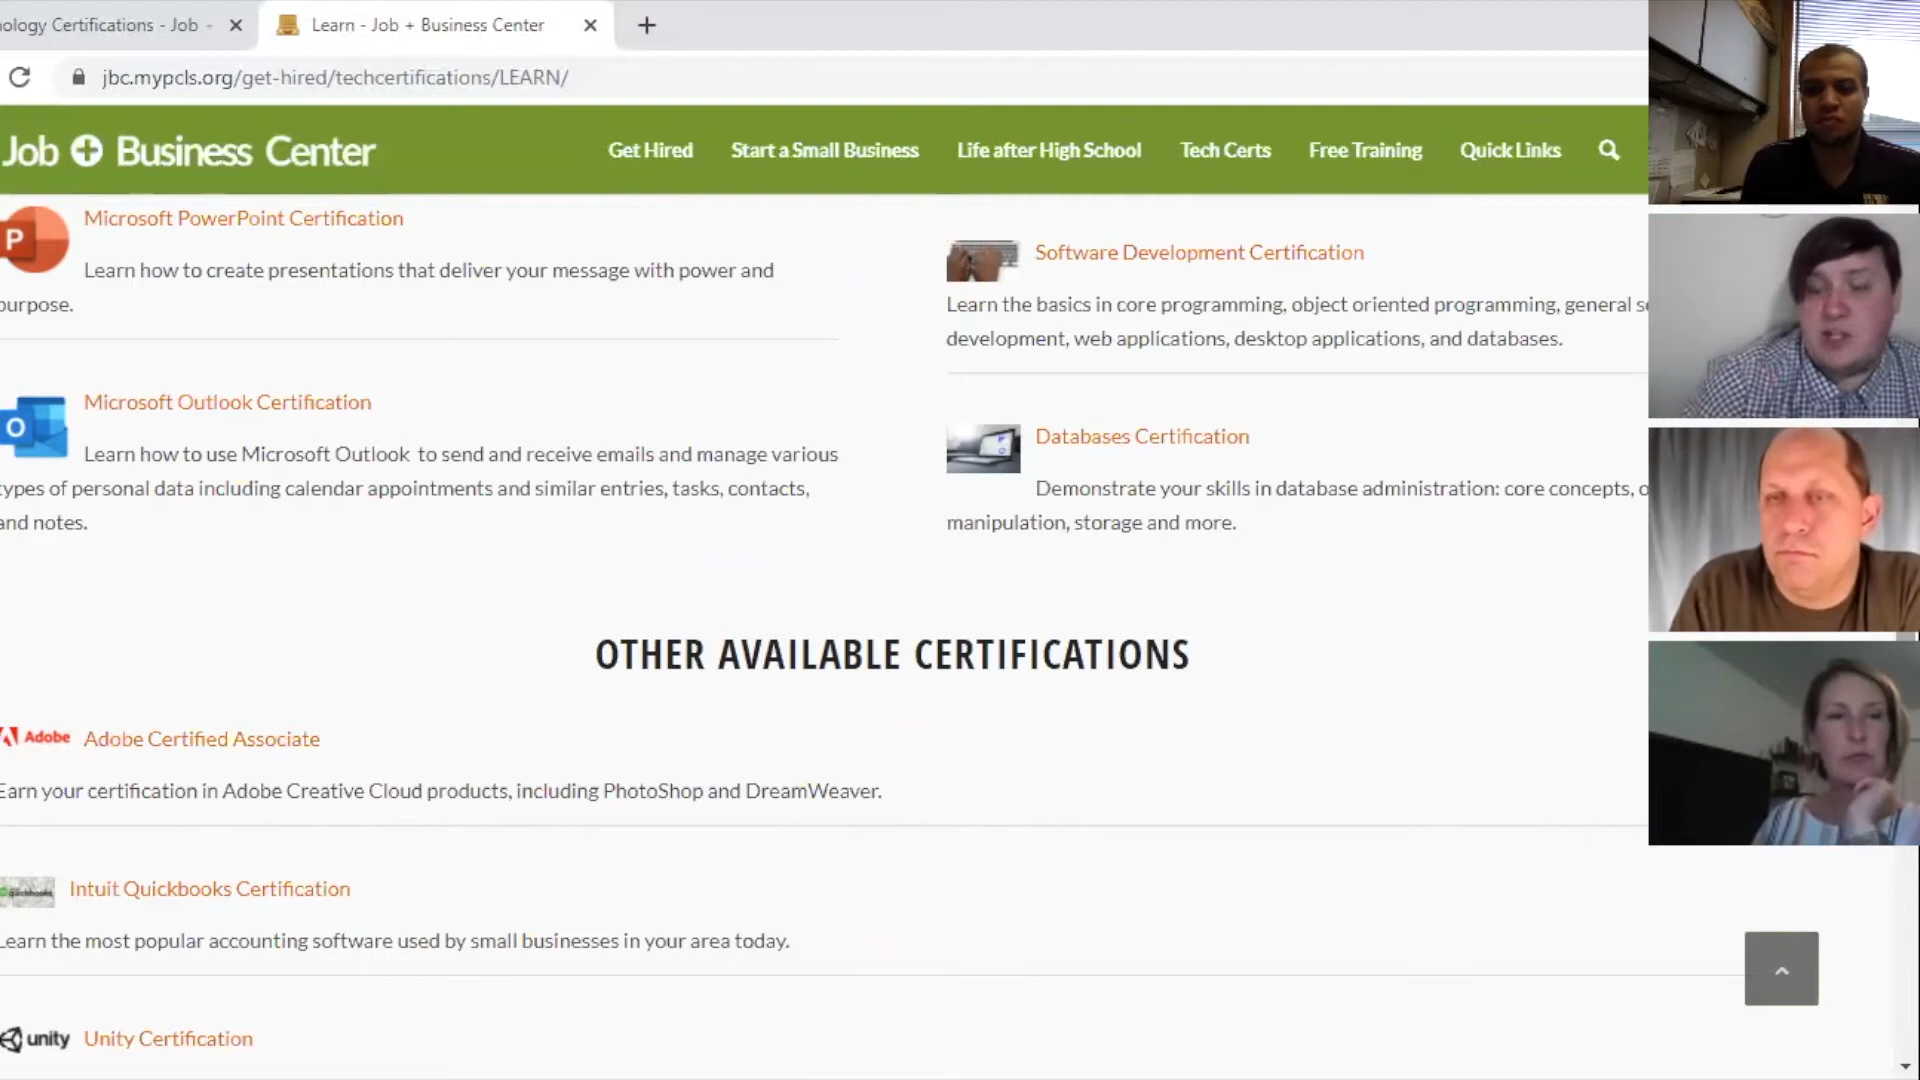 nology Certifications - Job -
Learn - Job + Business Center
jbc.mypcls.org/get-hired/techcertifications/LEARN/
Job + Business Center
Get Hired
Start a Small Business
Life after High School
Tech Certs
Free Training
Quick Links
P
Microsoft PowerPoint Certification
Learn how to create presentations that deliver your message with power and
purpose.
O
Microsoft Outlook Certification
Learn how to use Microsoft Outlook to send and receive emails and manage various
types of personal data including calendar appointments and similar entries, tasks, contacts,
and notes.
Software Development Certification
Learn the basics in core programming, object oriented programming, general
development, web applications, desktop applications, and databases.
Databases Certification
Demonstrate your skills in database administration: core concepts,
manipulation, storage and more.
OTHER AVAILABLE CERTIFICATIONS
Adobe
Adobe Certified Associate
Earn your certification in Adobe Creative Cloud products, including PhotoShop and DreamWeaver.
quickbooks
Intuit Quickbooks Certification
Learn the most popular accounting software used by small businesses in your area today.
unity
Unity Certification